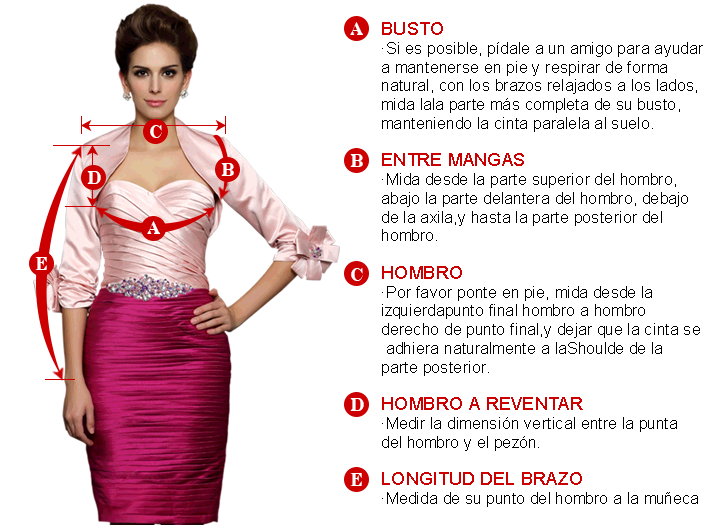 A BUSTO
·Si es posible, pídale a un amigo para ayudar
a mantenerse en pie y respirar de forma
natural, con los brazos relajados a los lados,
mida lala parte más completa de su busto,
manteniendo la cinta paralela al suelo.
B ENTRE MANGAS
·Mida desde la parte superior del hombro,
abajo la parte delantera del hombro, debajo
de la axila,y hasta la parte posterior del
hombro.
C HOMBRO
·Por favor ponte en pie, mida desde la
izquierdapunto final hombro a hombro
derecho de punto final,y dejar que la cinta se
adhiera naturalmente a laShoulde de la
parte posterior.
D HOMBRO A REVENTAR
·Medir la dimensión vertical entre la punta
del hombro y el pezón.
E LONGITUD DEL BRAZO
·Medida de su punto del hombro a la muñeca
C
B
D
A
E